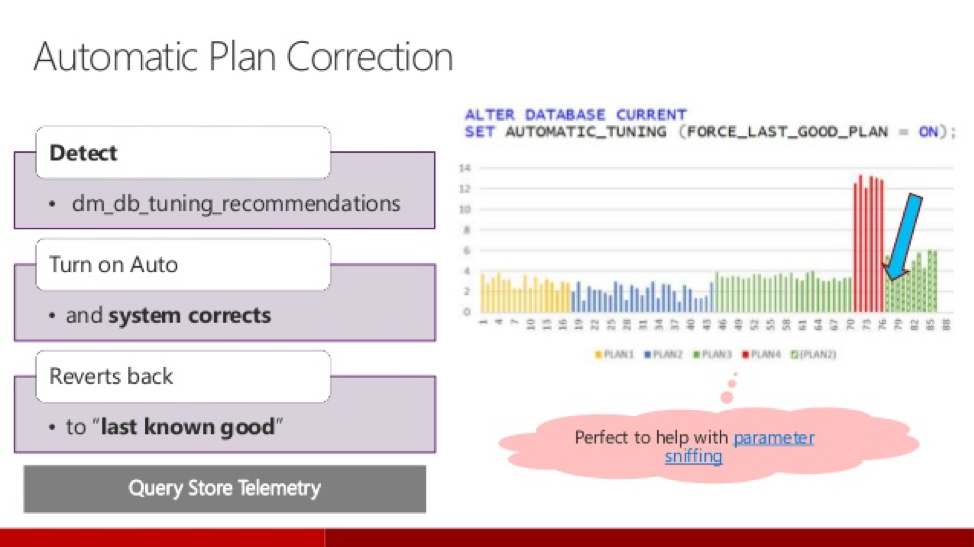 Automatic Plan Correction
Detect
• dm_db_tuning_recommendations
Turn on Auto
• and system corrects
Reverts back
• to “last known good”
Query Store Telemetry
ALTER DATABASE CURRENT
SET AUTOMATIC_TUNING (FORCE_LAST_GOOD_PLAN = ON);
14
12
10
8
6
4
2
0
1 4 7 10 13 16 19 22 25 28 31 34 37 40 43 46 49 52 55 58 61 64 67 70 73 76 79 82 85 88
PLAN1 PLAN2 PLAN3 PLAN4 (PLAN2)
Perfect to help with parameter
sniffing